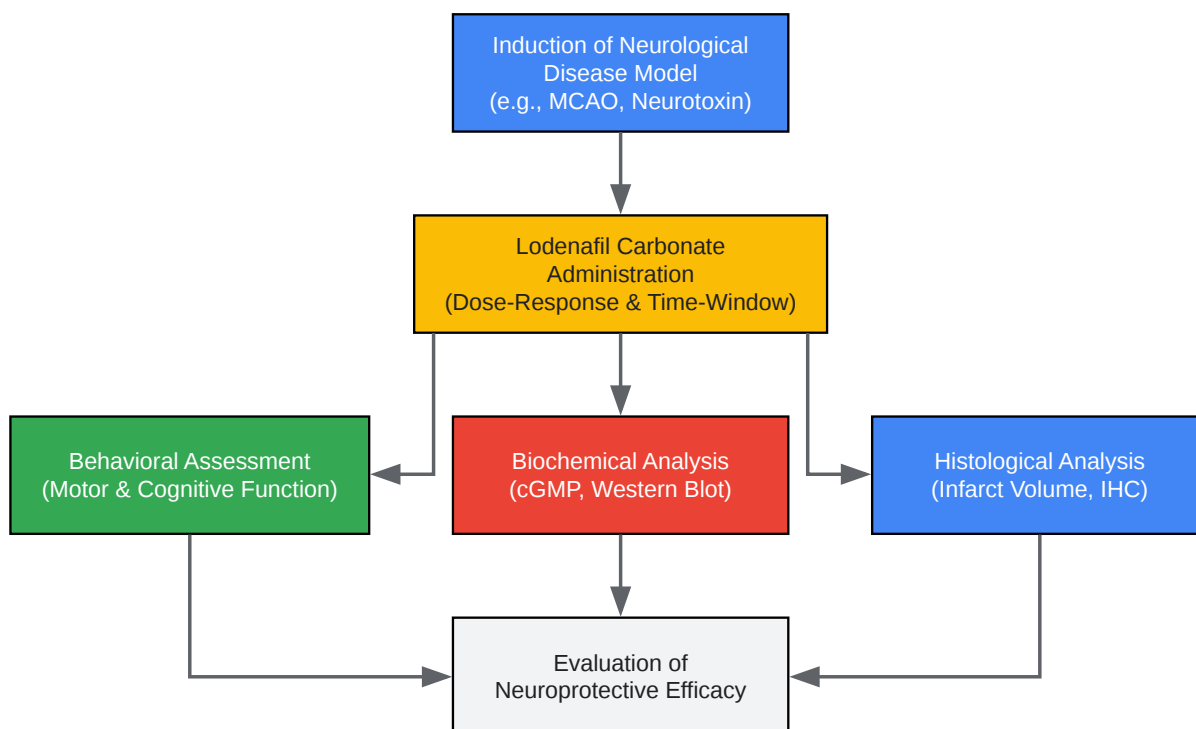 Induction of Neurological
Disease Model
(e.g., MCAO, Neurotoxin)
Lodenafil Carbonate
Administration
(Dose-Response & Time-Window)
Behavioral Assessment
(Motor & Cognitive Function)
Biochemical Analysis
(cGMP, Western Blot)
Histological Analysis
(Infarct Volume, IHC)
Evaluation of
Neuroprotective Efficacy